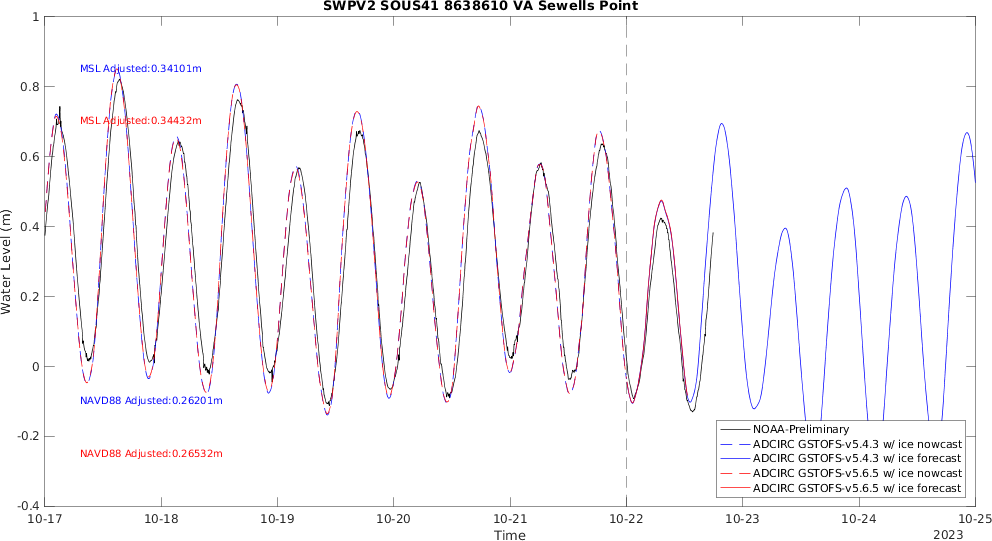 SWPV2 SOUS41 8638610 VA Sewells Point
1
0.8
0.6
0.4
0.2
0
-0.2
-0.4
Water Level (m)
MSL Adjusted:0.34101m
MSL Adjusted:0.34432m
NAVD88 Adjusted:0.26201m
NAVD88 Adjusted:0.26532m
NOAA-Preliminary
ADCIRC GSTOFS-v5.4.3 w/ ice nowcast
ADCIRC GSTOFS-v5.4.3 w/ ice forecast
ADCIRC GSTOFS-v5.6.5 w/ ice nowcast
ADCIRC GSTOFS-v5.6.5 w/ ice forecast
10-17 10-18 10-19 10-20 10-21 10-22 10-23 10-24 10-25
Time
2023